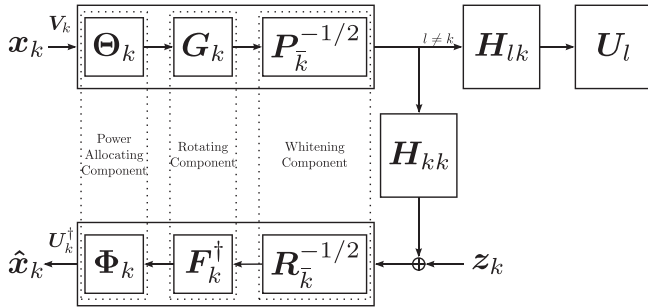 x_k
V_k
Θ_k
G_k
P_{\bar{k}}^{-1/2}
l ≠ k
H_{lk}
U_l
Power
Allocating
Component
Rotating
Component
Whitening
Component
H_{kk}
\hat{x}_k
U_k^†
Φ_k
F_k^†
R_{\bar{k}}^{-1/2}
⊕
z_k